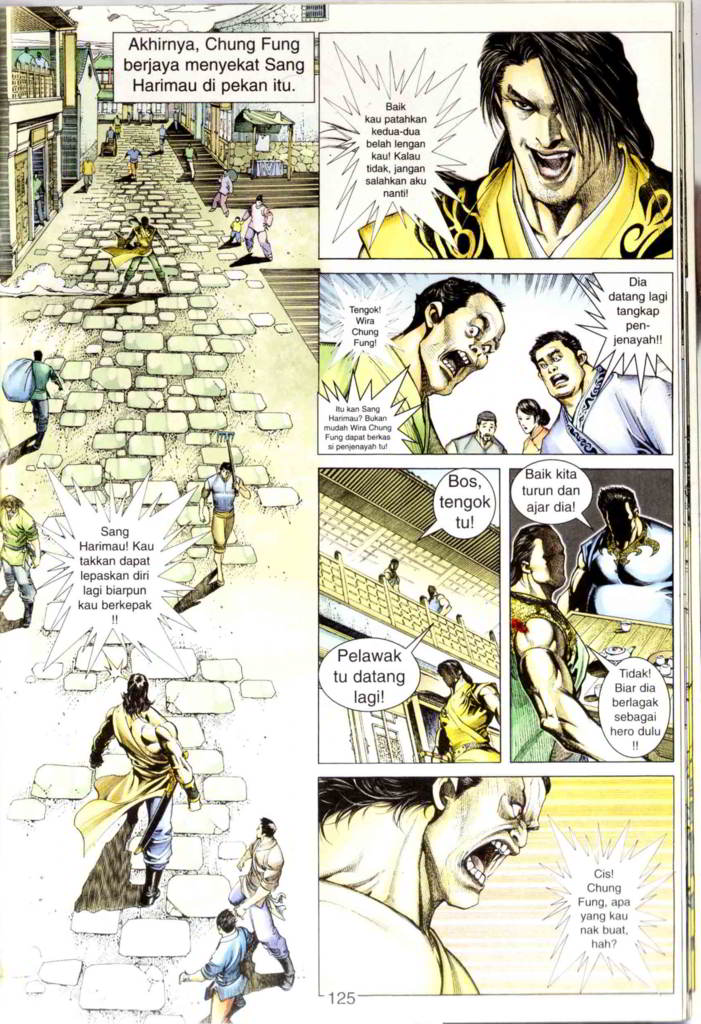 Akhirnya, Chung Fung
berjaya menyekat Sang
Harimau di pekan itu.
Sang
Harimau! Kau
takkan dapat
lepaskan diri
lagi biarpun
kau berkepak
!!
Baik
kau patahkan
kedua-dua
belah lengan
kau! Kalau
tidak, jangan
salahkan aku
nanti!
Tengok!
Wira
Chung
Fung!
Dia
datang lagi
tangkap
pen-
jenayah!!
Itu kan Sang
Harimau? Bukan
mudah Wira Chung
Fung dapat berkas
si penjenayah tu!
Bos,
tengok
tu!
Pelawak
tu datang
lagi!
Baik kita
turun dan
ajar dia!
Tidak!
Biar dia
berlagak
sebagai
hero dulu
!!
Cis!
Chung
Fung, apa
yang kau
nak buat,
hah?
125